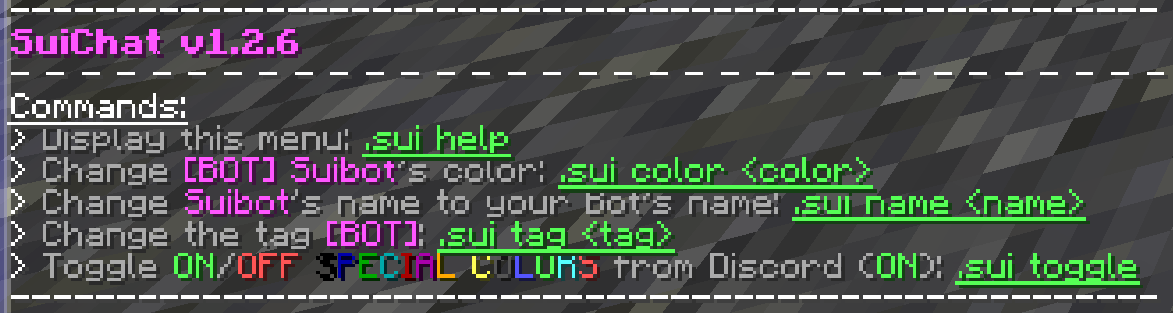 SuiChat v1.2.6
Commands:
> Display this menu: .sui help
> Change [BOT] Suibot's color: .sui color <color>
> Change Suibot's name to your bot's name: .sui name <name>
> Change the tag [BOT]: .sui tag <tag>
> Toggle ON/OFF SPECIAL COLORS from Discord (ON): .sui toggle